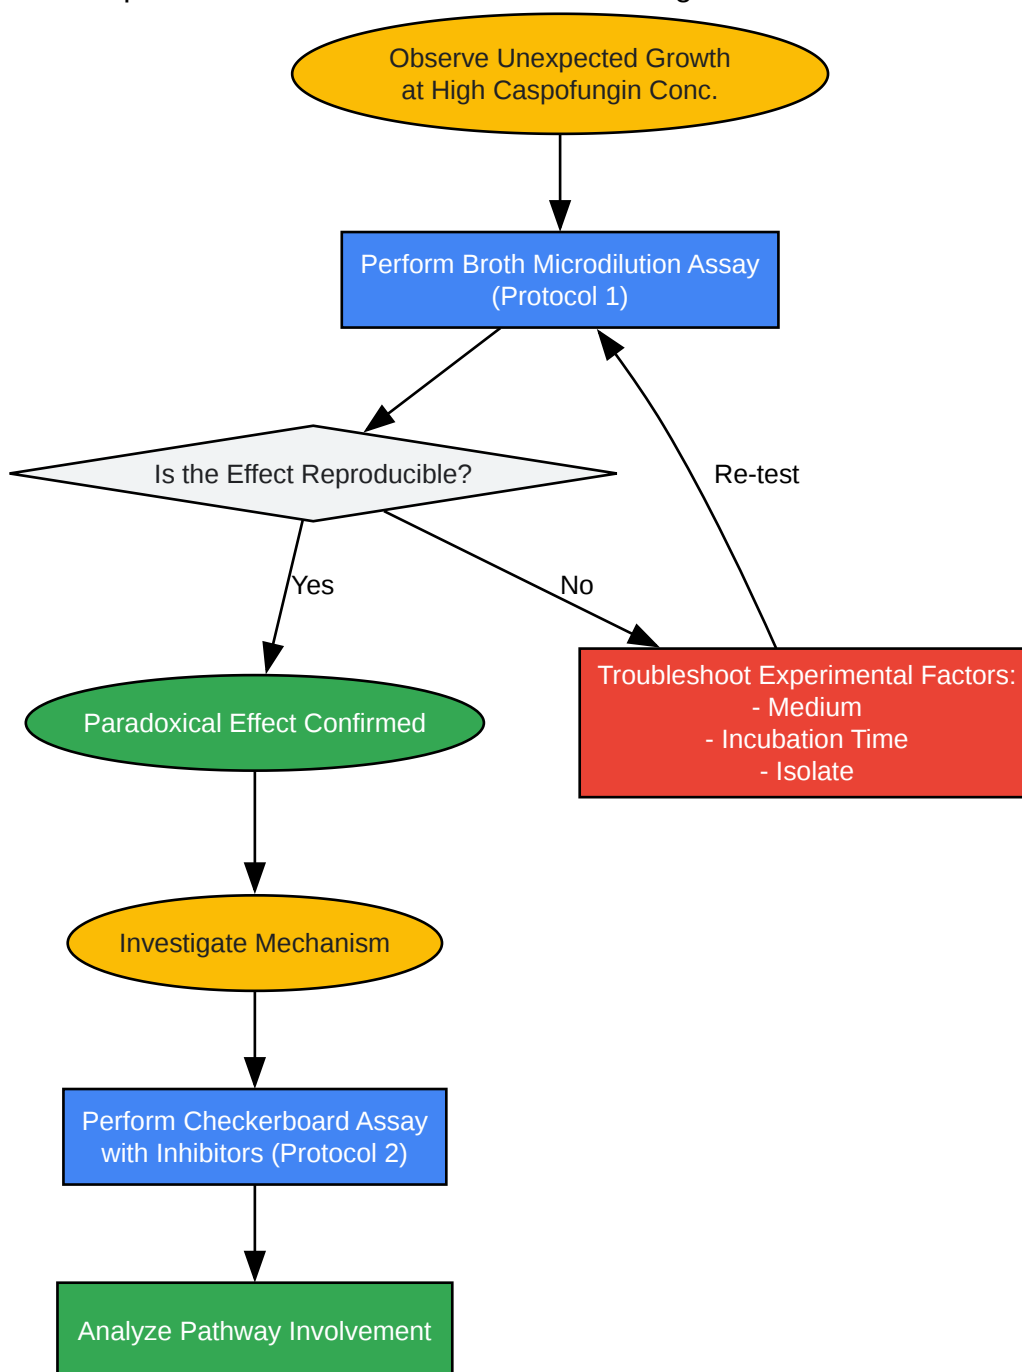 Observe Unexpected Growth
at High Caspofungin Conc.
Perform Broth Microdilution Assay
(Protocol 1)
Is the Effect Reproducible?
Re-test
Yes
No
Troubleshoot Experimental Factors:
- Medium
- Incubation Time
- Isolate
Paradoxical Effect Confirmed
Investigate Mechanism
Perform Checkerboard Assay
with Inhibitors (Protocol 2)
Analyze Pathway Involvement